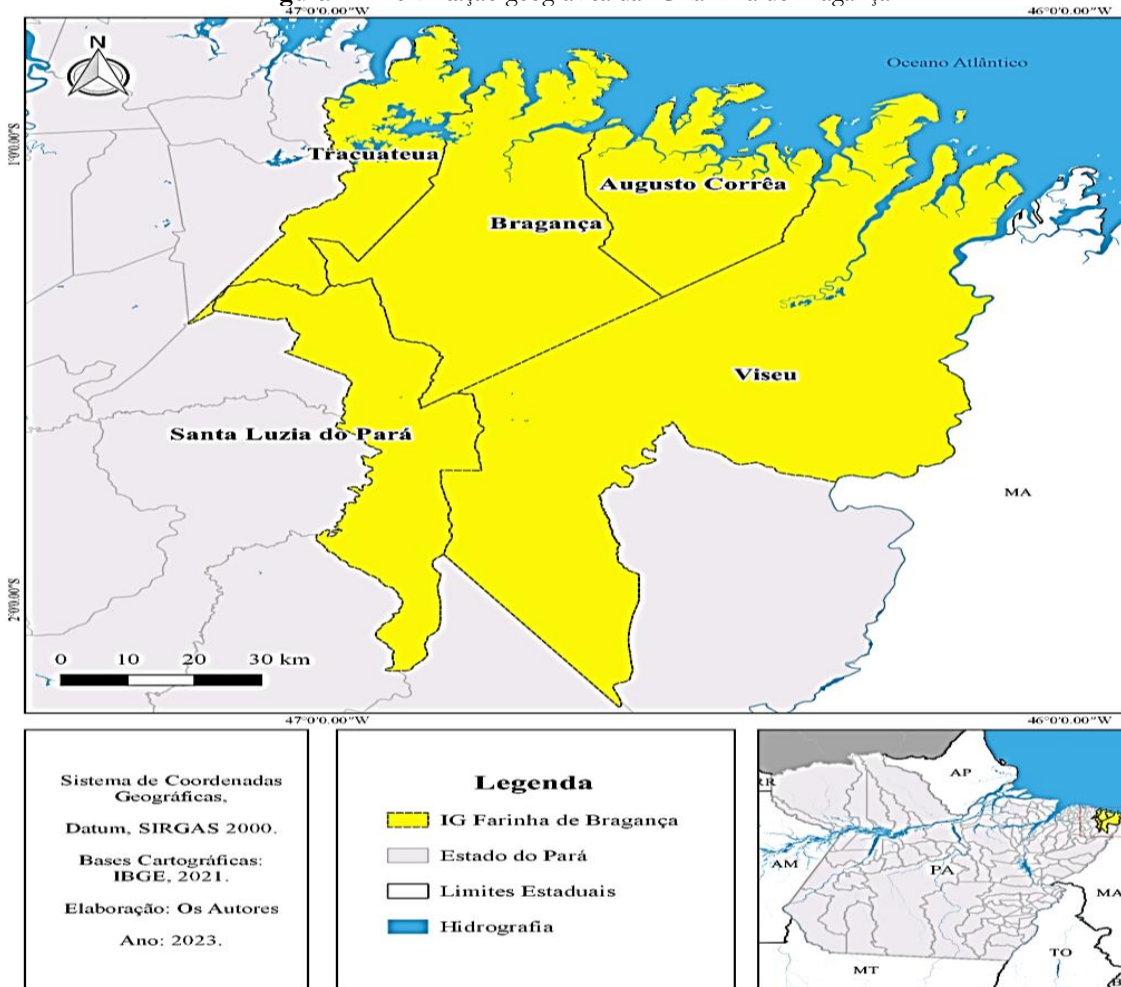 47°0'0.00"W
46°0'0.00"W
N
Oceano Atlântico
1°0'0.00"S
Tracuateua
Augusto Corrêa
Bragança
Viseu
Santa Luzia do Pará
MA
2°0'0.00"S
0 10 20 30 km
47°0'0.00"W
46°0'0.00"W
Sistema de Coordenadas
Geográficas,
Datum, SIRGAS 2000.
Bases Cartográficas:
IBGE, 2021.
Elaboração: Os Autores
Ano: 2023.
Legenda
IG Farinha de Bragança
Estado do Pará
Limites Estaduais
Hidrografia
AP
AM
PA
MA
TO
MT